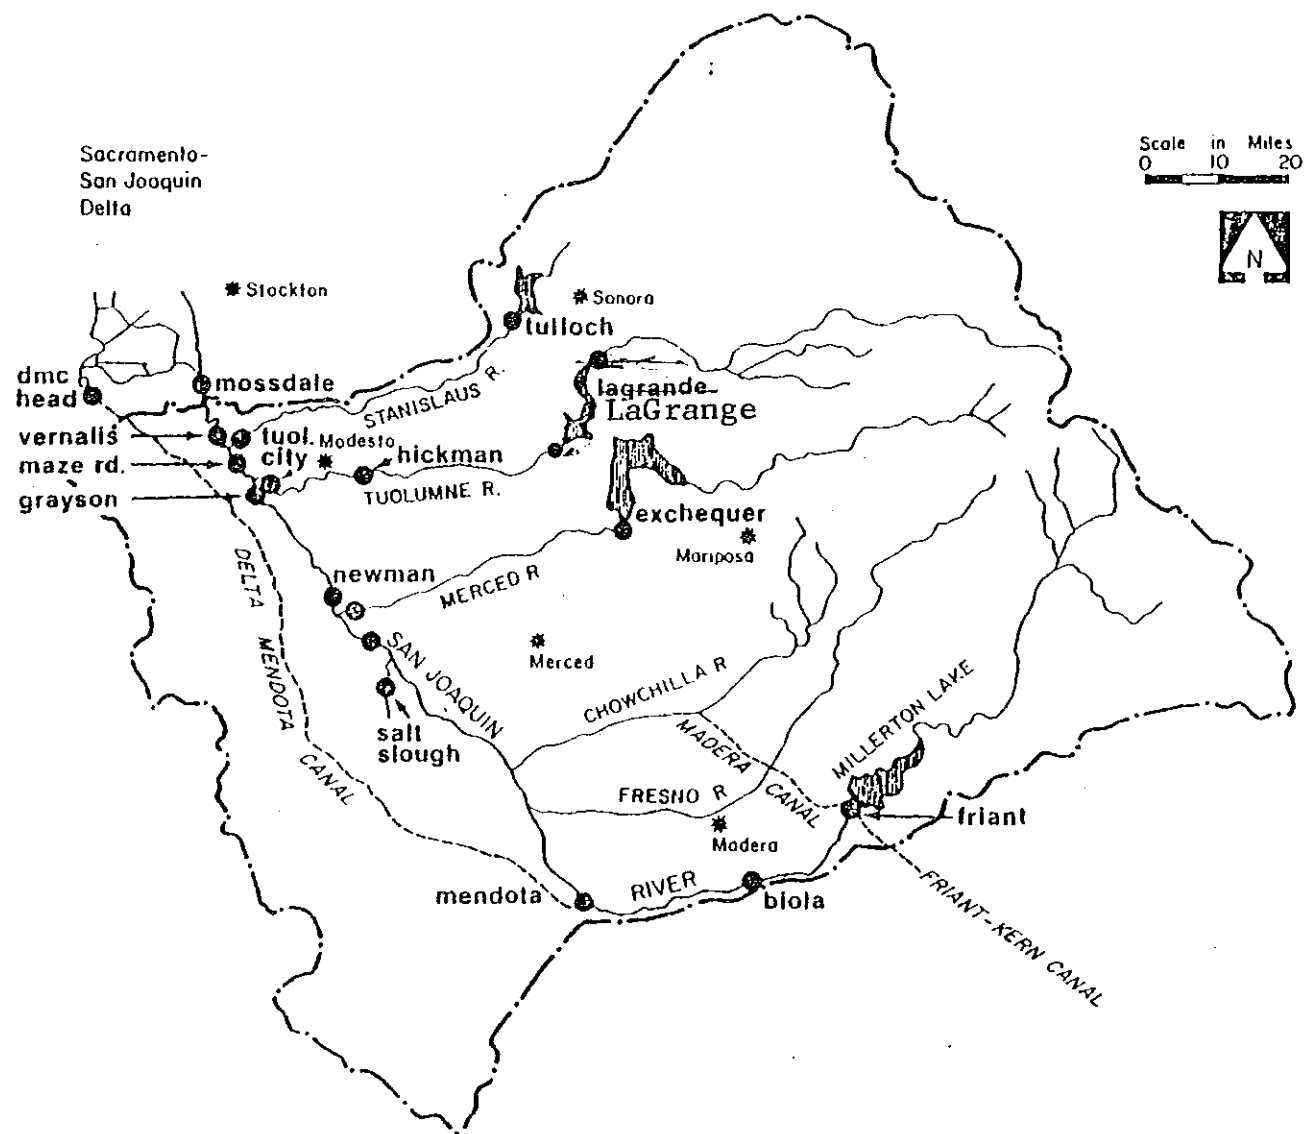 Sacramento-
San Joaquin
Delta
Scale in Miles
0 10 20
N
Stockton
Sonora
tulloch
dmc
head
mossdale
STANISLAUS R.
lagrande
LaGrange
vernalis
tuol.
city
Modesto
hickman
maze rd.
grayson
TUOLUMNE R.
exchequer
Mariposa
DELTA MENDOTA CANAL
newman
MERCED R
Merced
SAN JOAQUIN
CHOWCHILLA R
salt
slough
MADERA CANAL
MILLERTON LAKE
FRESNO R
Madera
friant
mendota
RIVER
biola
FRIANT-KERN CANAL